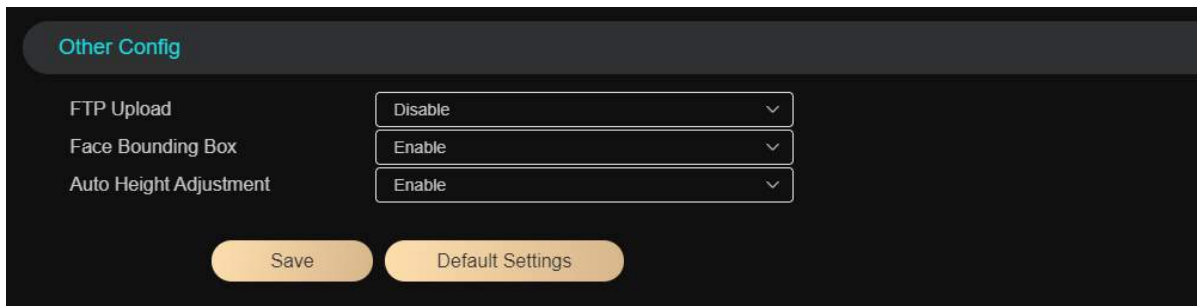 Other Config
FTP Upload Disable
Face Bounding Box Enable
Auto Height Adjustment Enable
Save Default Settings